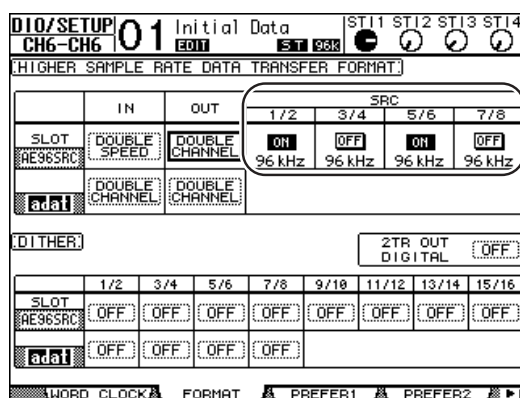 DIO/SETUP 01 Initial Data ST11 ST12 ST13 ST14
CH6-CH6 EDIT ST 96k
HIGHER SAMPLE RATE DATA TRANSFER FORMAT
IN OUT SRC
1/2 3/4 5/6 7/8
SLOT DOUBLE SPEED DOUBLE CHANNEL ON OFF ON OFF
AE96SRC 96 kHz 96 kHz 96 kHz 96 kHz
adat DOUBLE CHANNEL DOUBLE CHANNEL
DITHER 2TR OUT DIGITAL OFF
1/2 3/4 5/6 7/8 9/10 11/12 13/14 15/16
SLOT AE96SRC OFF OFF OFF OFF OFF OFF OFF OFF
adat OFF OFF OFF OFF
WORD CLOCK FORMAT PREFER1 PREFER2